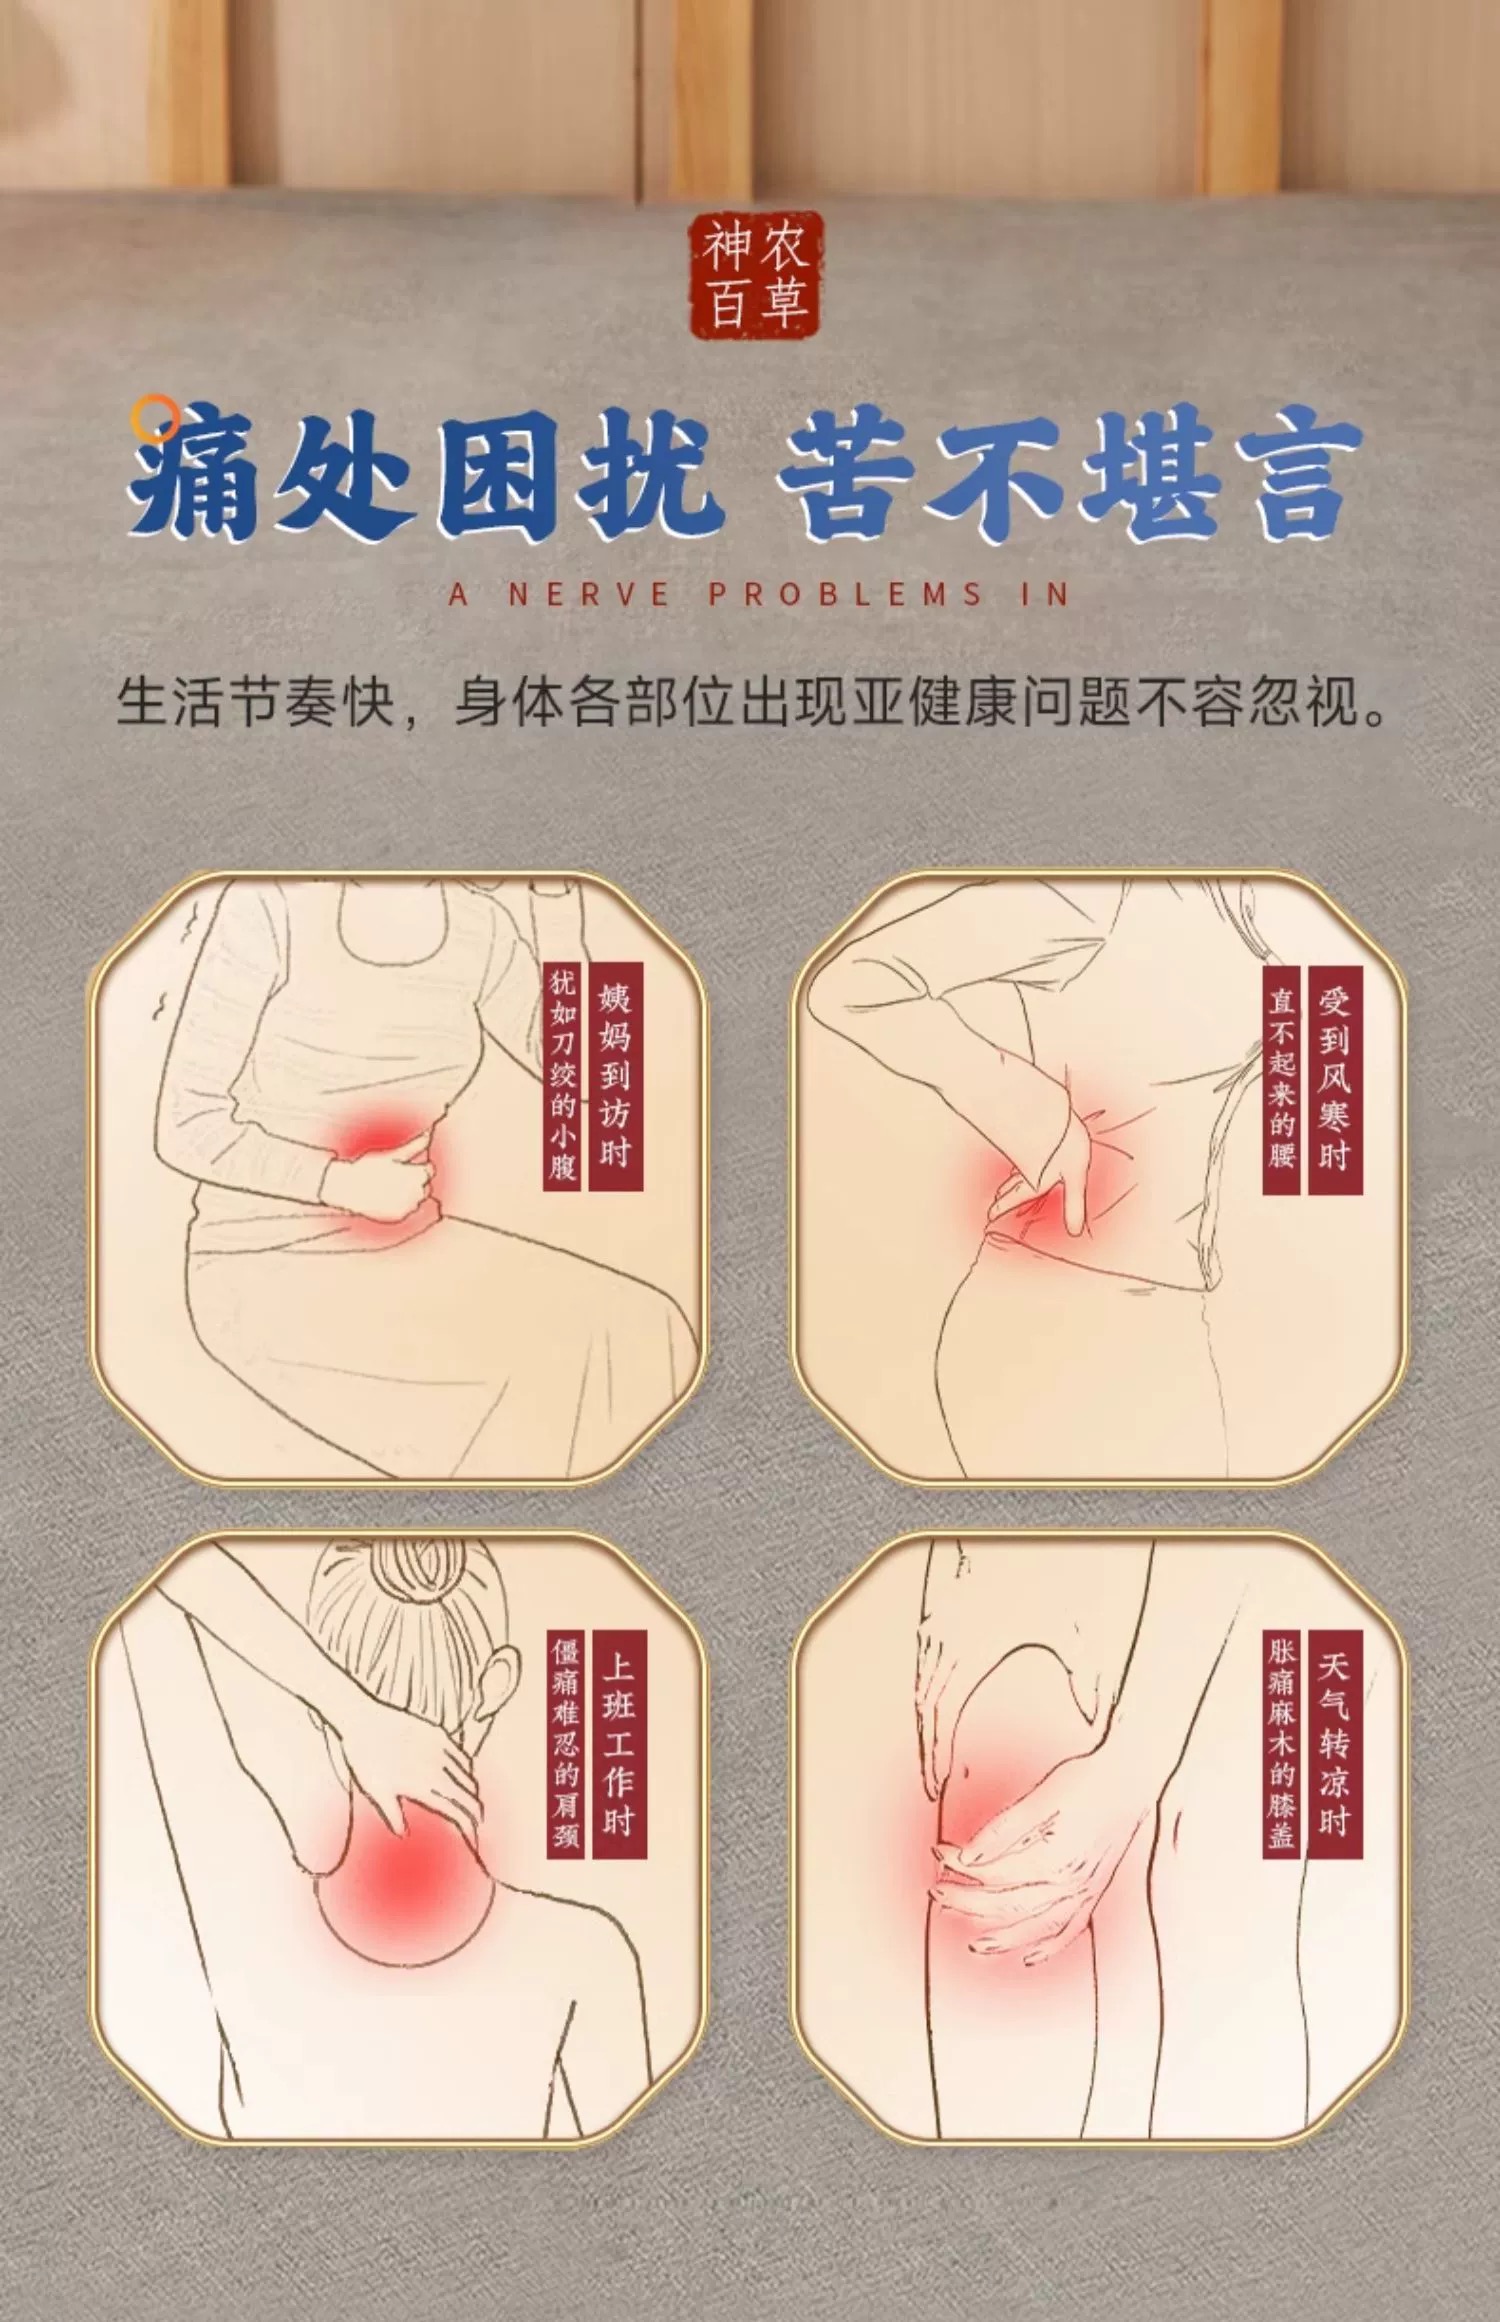 神农
百草
痛处困扰 苦不堪言
A NERVE PROBLEMS IN
生活节奏快，身体各部位出现亚健康问题不容忽视。
姨妈到访时
犹如刀绞的小腹
受到风寒时
直不起来的腰
上班工作时
僵痛难忍的肩颈
天气转凉时
胀痛麻木的膝盖